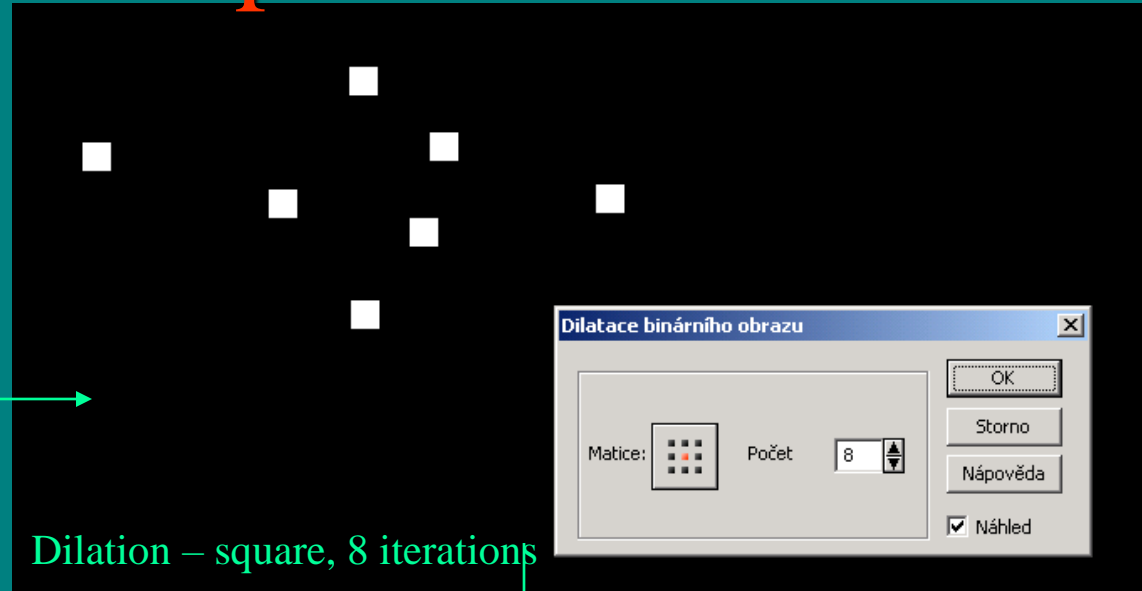 Dilatace binárního obrazu
OK
Storno
Matice:
Počet
8
Nápověda
Náhled
Dilation – square, 8 iterations